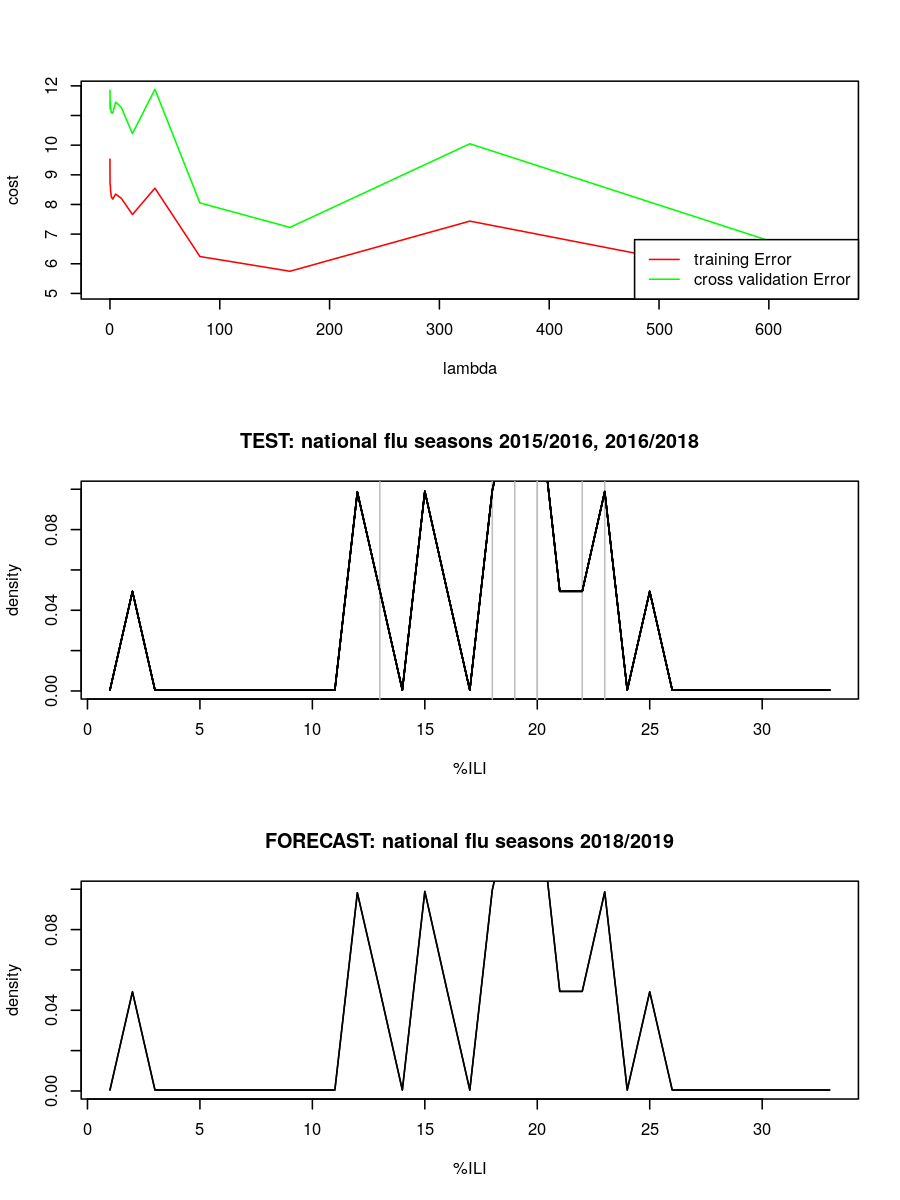 cost
5 6 7 8 9 10 12
0 100 200 300 400 500 600
lambda
training Error
cross validation Error
TEST: national flu seasons 2015/2016, 2016/2018
density
0.00 0.04 0.08
0 5 10 15 20 25 30
%ILI
FORECAST: national flu seasons 2018/2019
density
0.00 0.04 0.08
0 5 10 15 20 25 30
%ILI